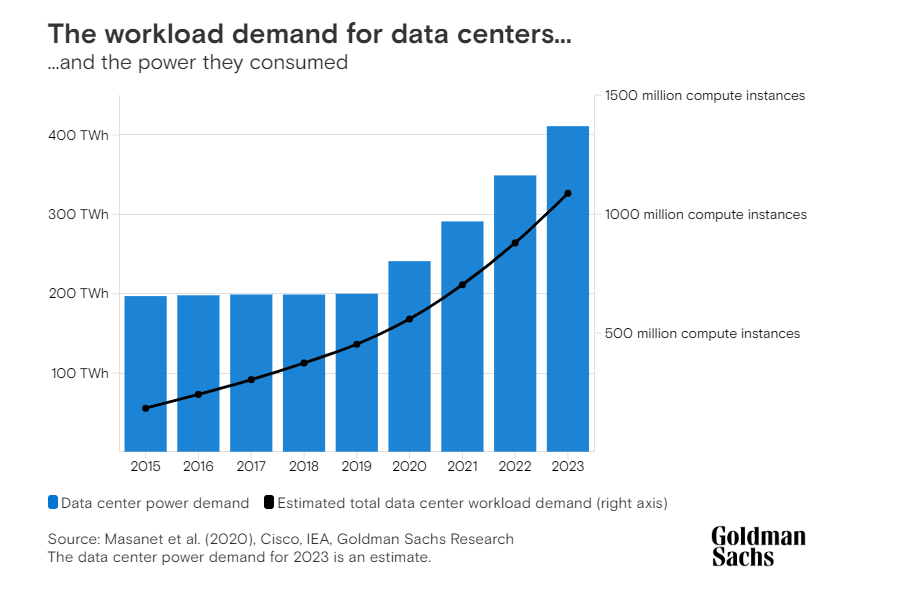 The workload demand for data centers...
...and the power they consumed
1500 million compute instances
400 TWh
300 TWh
1000 million compute instances
200 TWh
500 million compute instances
100 TWh
2015 2016 2017 2018 2019 2020 2021 2022 2023
Data center power demand Estimated total data center workload demand (right axis)
Source: Masanet et al. (2020), Cisco, IEA, Goldman Sachs Research
The data center power demand for 2023 is an estimate.
Goldman
Sachs